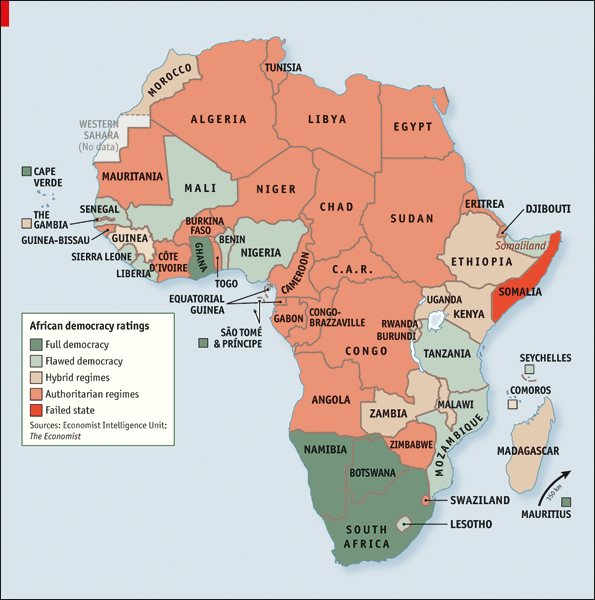 MOROCCO
TUNISIA
ALGERIA
LIBYA
EGYPT
WESTERN
SAHARA
(No data)
MAURITANIA
MALI
NIGER
CHAD
SUDAN
ERITREA
DJIBOUTI
Somaliland
CAPE
VERDE
SENEGAL
THE
GAMBIA
GUINEA-BISSAU
GUINEA
SIERRA LEONE
LIBERIA
CÔTE
D'IVOIRE
BURKINA
FASO
GHANA
TOGO
BENIN
NIGERIA
CAMEROON
C.A.R.
ETHIOPIA
SOMALIA
EQUATORIAL
GUINEA
SÃO TOMÉ
& PRÍNCIPE
GABON
CONGO-
BRAZZAVILLE
CONGO
UGANDA
KENYA
RWANDA
BURUNDI
TANZANIA
SEYCHELLES
COMOROS
ANGOLA
ZAMBIA
MALAWI
MOZAMBIQUE
MADAGASCAR
ZIMBABWE
NAMIBIA
BOTSWANA
350 km
MAURITIUS
SWAZILAND
LESOTHO
SOUTH
AFRICA
African democracy ratings
Full democracy
Flawed democracy
Hybrid regimes
Authoritarian regimes
Failed state
Sources: Economist Intelligence Unit;
The Economist